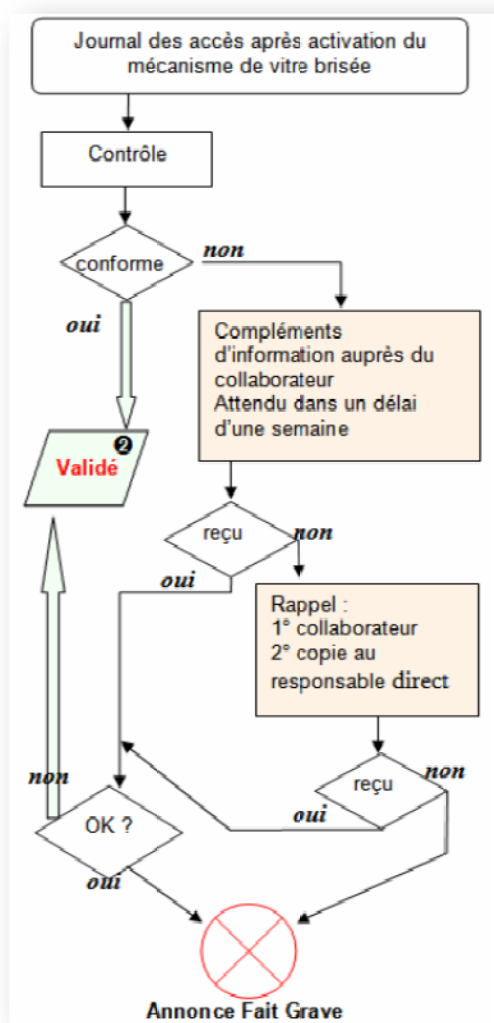 Journal des accès après activation du
mécanisme de vitre brisée
Contrôle
conforme
non
oui
Compléments
d'information auprès du
collaborateur
Attendu dans un délai
d'une semaine
❷
Validé
reçu
non
oui
Rappel :
1° collaborateur
2° copie au
responsable direct
reçu
non
oui
non
OK ?
oui
Annonce Fait Grave